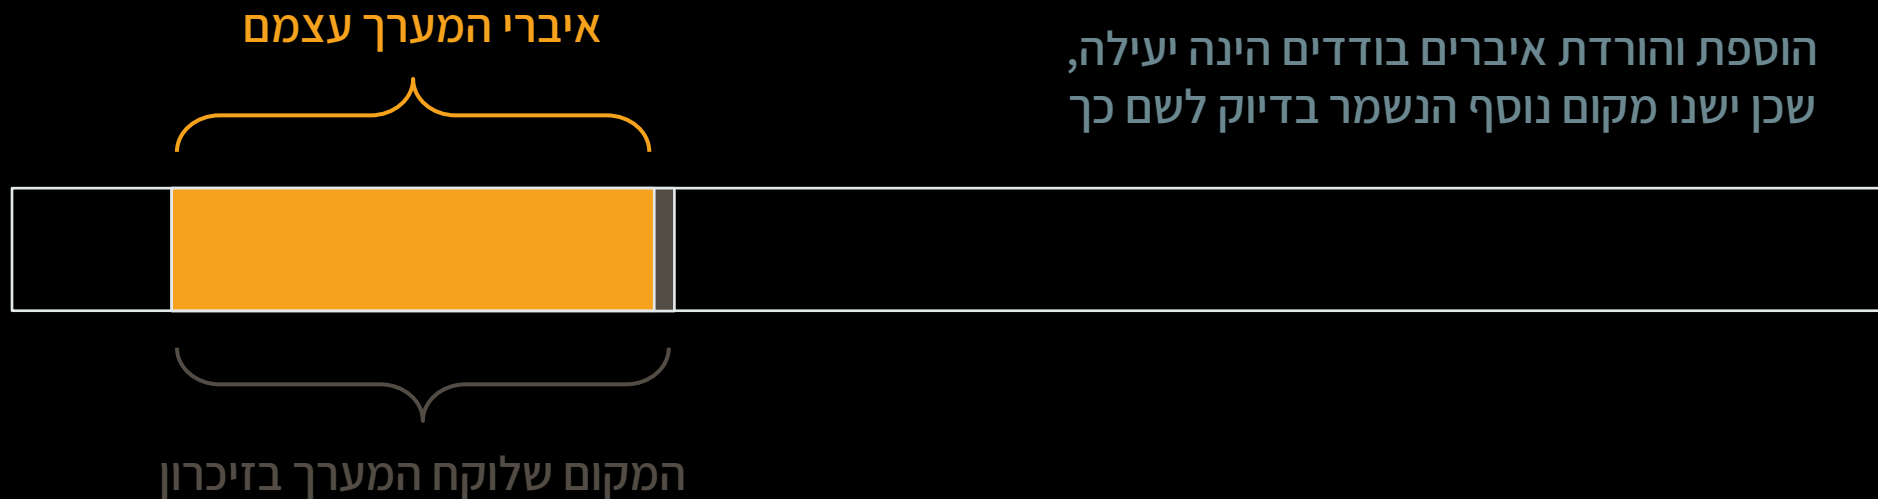 איברי המערך עצמם
הוספת והורדת איברים בודדים הינה יעילה,
שכן ישנו מקום נוסף הנשמר בדיוק לשם כך
המקום שלוקח המערך בזיכרון